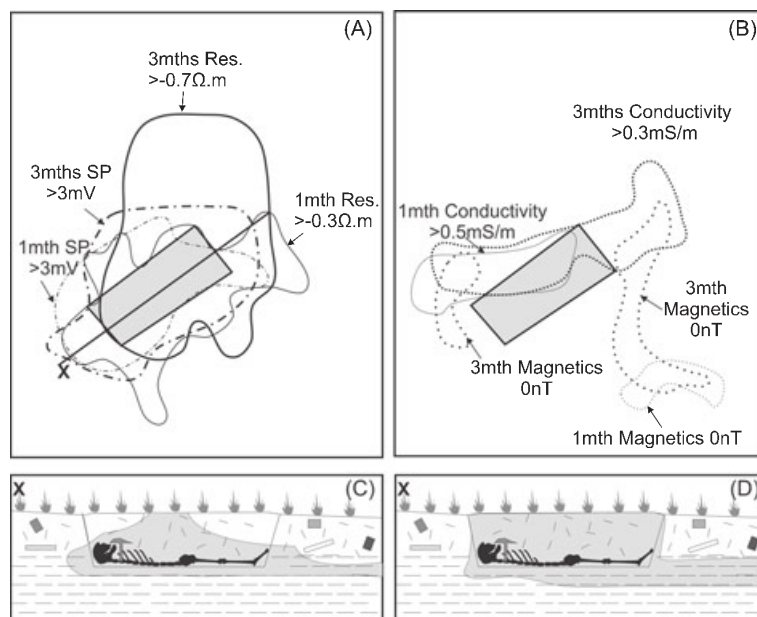 (A)
3mths Res.
>-0.7Ω.m
3mths SP
>3mV
1mth Res.
>-0.3Ω.m
1mth SP
>3mV
X
(B)
3mths Conductivity
>0.3mS/m
1mth Conductivity
>0.5mS/m
3mth
Magnetics
0nT
3mth Magnetics
0nT
1mth Magnetics 0nT
X
(C)
X
(D)